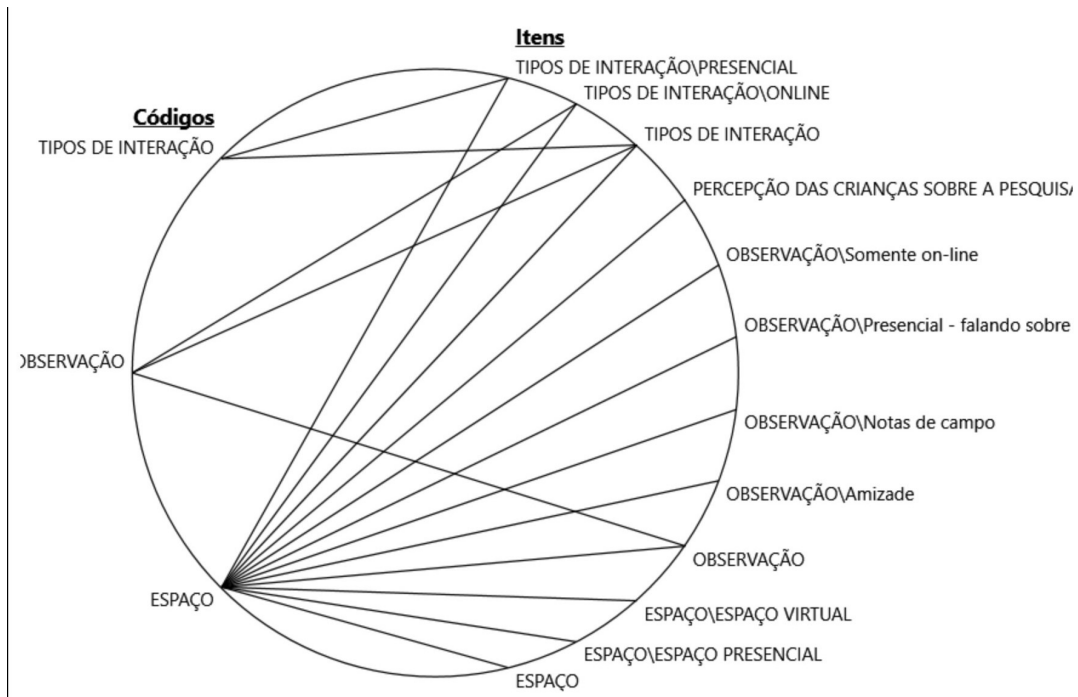 Itens
TIPOS DE INTERAÇÃO\PRESENCIAL
TIPOS DE INTERAÇÃO\ONLINE
Códigos
TIPOS DE INTERAÇÃO
TIPOS DE INTERAÇÃO
PERCEPÇÃO DAS CRIANÇAS SOBRE A PESQUISA
OBSERVAÇÃO\Somente on-line
OBSERVAÇÃO\Presencial - falando sobre
OBSERVAÇÃO
OBSERVAÇÃO\Notas de campo
OBSERVAÇÃO\Amizade
OBSERVAÇÃO
ESPAÇO
ESPAÇO\ESPAÇO VIRTUAL
ESPAÇO\ESPAÇO PRESENCIAL
ESPAÇO